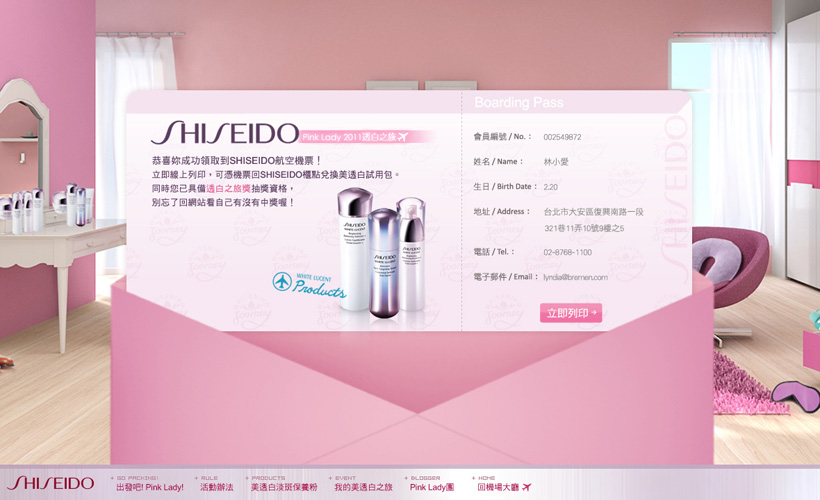 SHISEIDO
Pink Lady 2011透白之旅
恭喜妳成功領取到SHISEIDO航空機票！
立即線上列印，可憑機票回SHISEIDO櫃點兌換美透白試用包。
同時您已具備透白之旅獎抽獎資格，
別忘了回網站看自己有沒有中獎喔！
SHISEIDO
WHITE LUCENT
SHISEIDO
WHITE LUCENT
SHISEIDO
WHITE LUCENT
WHITE LUCENT
Products
Boarding Pass
會員編號 / No.： 002549872
姓名 / Name： 林小愛
生日 / Birth Date： 2.20
地址 / Address： 台北市大安區復興南路一段
321巷11弄10號9樓之5
電話 / Tel.： 02-8768-1100
電子郵件 / Email： lyndia@bremen.com
立即列印
SHISEIDO
SHISEIDO
+ GO PACKING!
出發吧! Pink Lady!
+ RULE
活動辦法
+ PRODUCTS
美透白淡斑保養粉
+ EVENT
我的美透白之旅
+ BLOGGER
Pink Lady團
+ HOME
回機場大廳